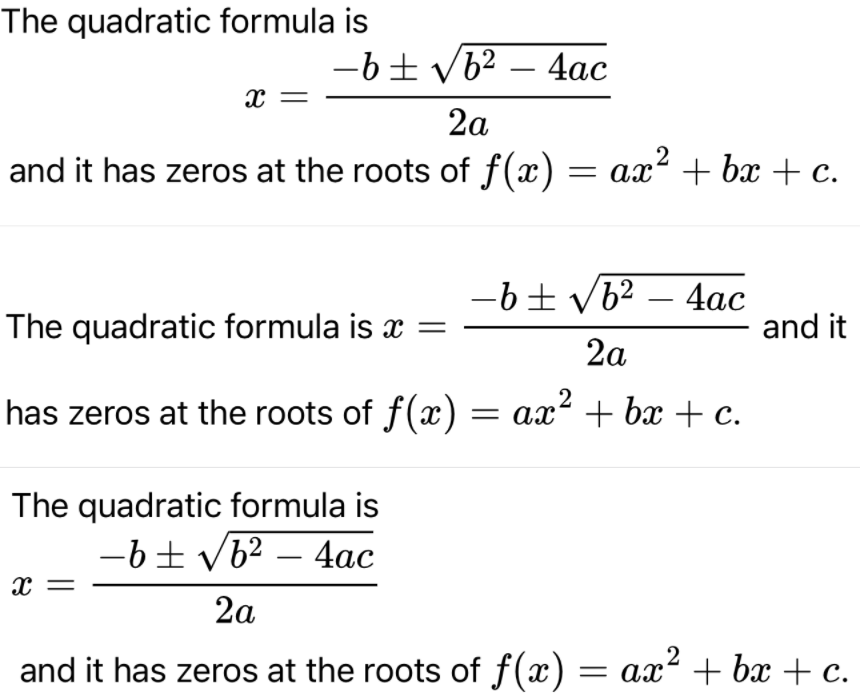 The quadratic formula is
x = \frac{-b \pm \sqrt{b^2 - 4ac}}{2a}
and it has zeros at the roots of f(x) = ax^2 + bx + c.
The quadratic formula is x = \frac{-b \pm \sqrt{b^2 - 4ac}}{2a} and it
has zeros at the roots of f(x) = ax^2 + bx + c.
The quadratic formula is
x = \frac{-b \pm \sqrt{b^2 - 4ac}}{2a}
and it has zeros at the roots of f(x) = ax^2 + bx + c.